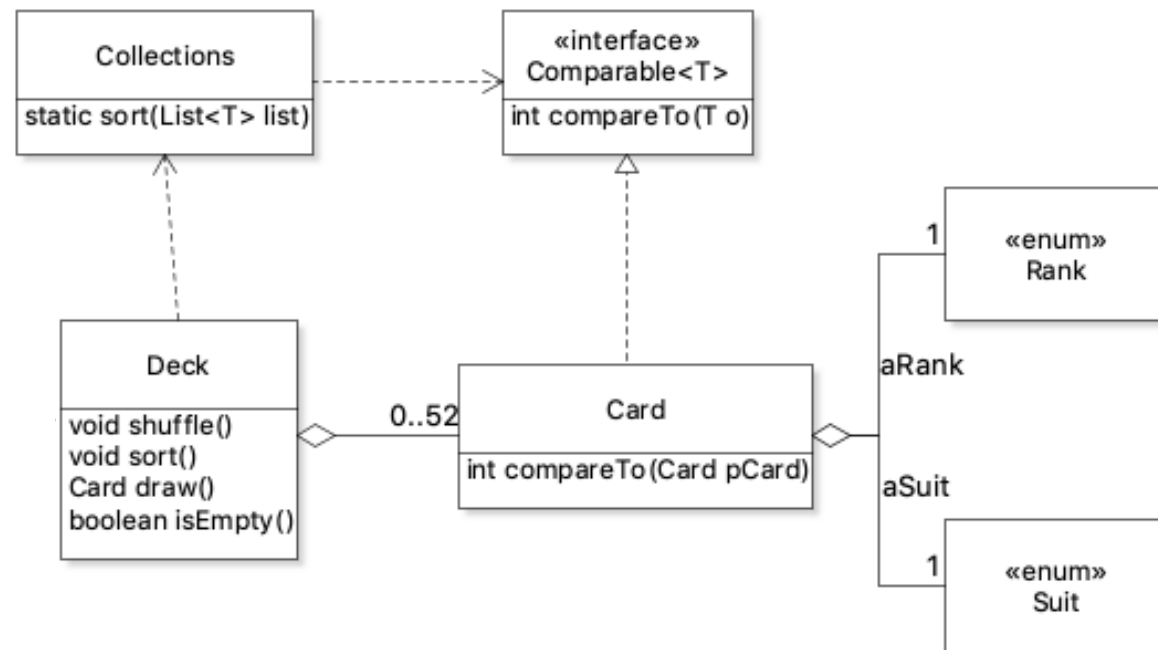 Collections
static sort(List<T> list)
«interface»
Comparable<T>
int compareTo(T o)
1
«enum»
Rank
aRank
Deck
void shuffle()
void sort()
Card draw()
boolean isEmpty()
0..52
Card
int compareTo(Card pCard)
aSuit
1
«enum»
Suit